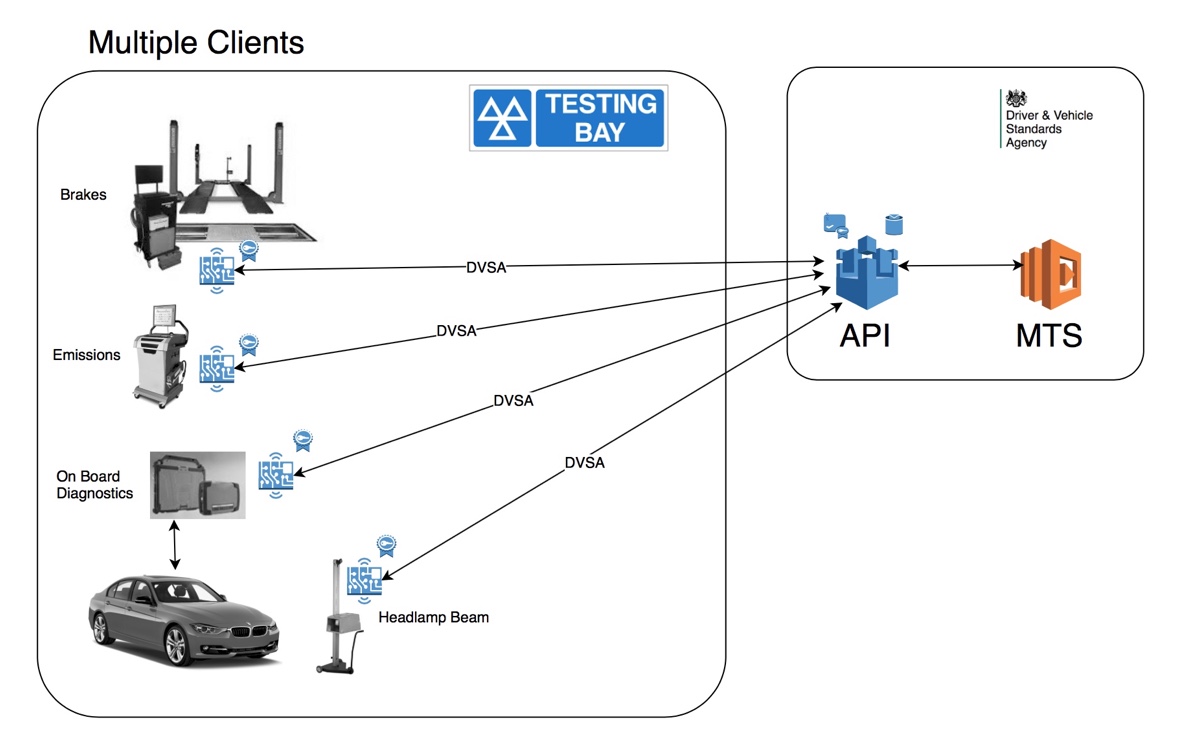 Multiple Clients
TESTING
BAY
Driver & Vehicle
Standards
Agency
Brakes
DVSA
API
MTS
Emissions
DVSA
DVSA
On Board
Diagnostics
DVSA
Headlamp Beam